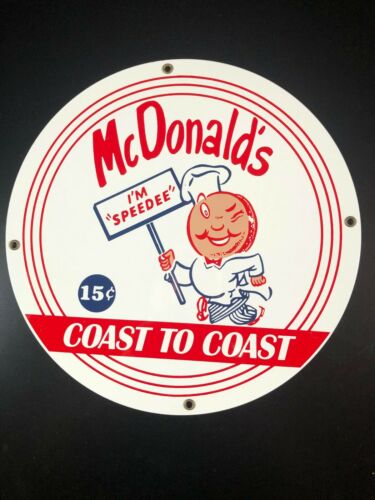 McDonald's
I'M
"SPEEDEE"
15¢
COAST TO COAST